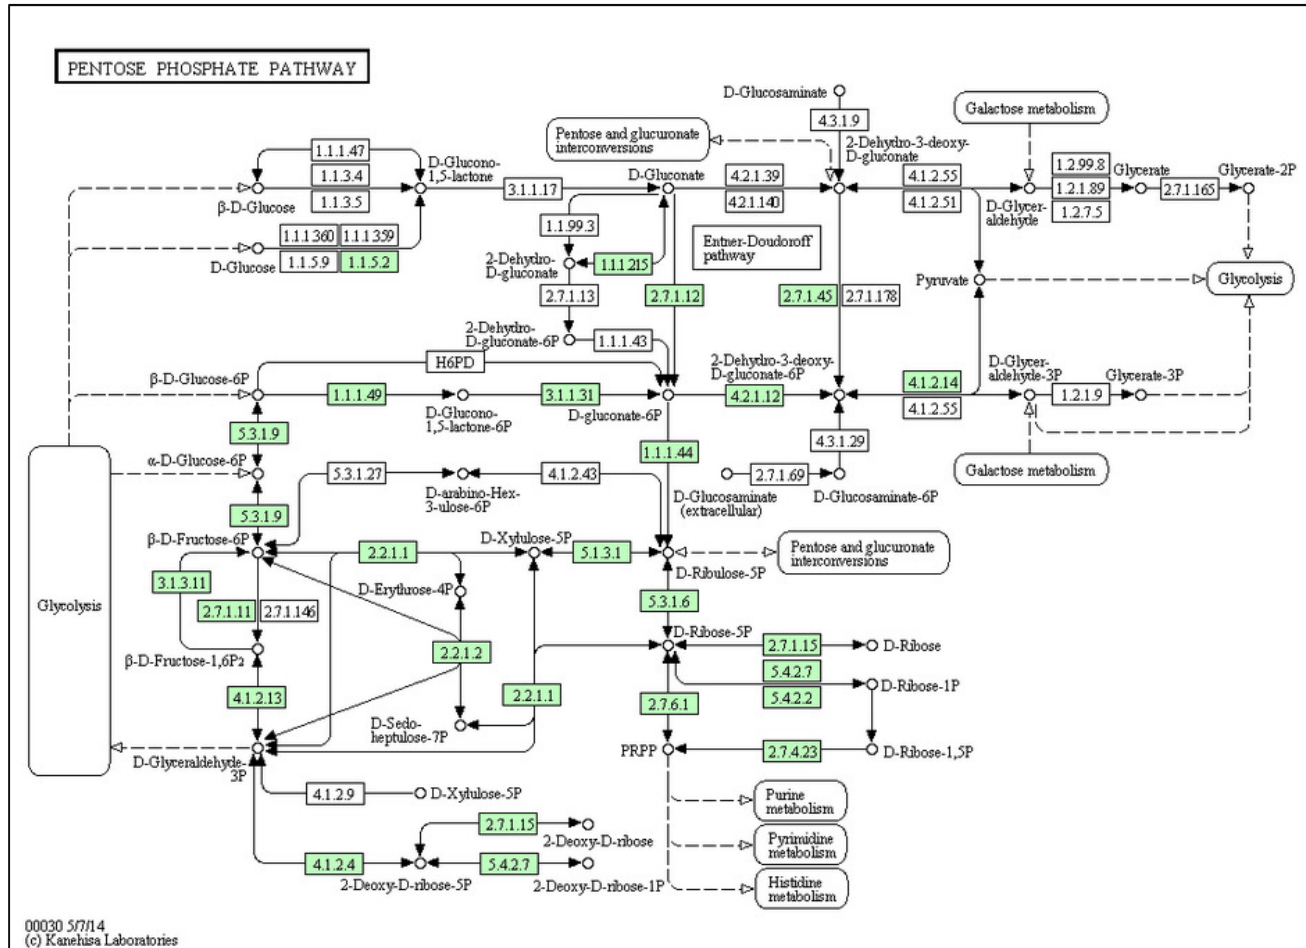 PENTOSE PHOSPHATE PATHWAY
D-Glucosaminate
4.3.1.9
Galactose metabolism
Pentose and glucuronate
interconversions
2-Dehydro-3-deoxy-
D-gluconate
1.1.1.47
1.1.3.4
1.1.3.5
β-D-Glucose
D-Glucono-
1,5-lactone
3.1.1.17
D-Gluconate
4.2.1.39
4.2.1.140
4.1.2.55
4.1.2.51
D-Glycer-
aldehyde
1.2.99.8
1.2.1.89
1.2.7.5
Glycerate
2.7.1.165
Glycerate-2P
1.1.1.360
1.1.1.359
1.1.5.9
1.1.5.2
D-Glucose
1.1.99.3
2-Dehydro-
D-gluconate
1.1.1.215
Entner-Doudoroff
pathway
2.7.1.13
2.7.1.12
2.7.1.45
2.7.1.178
Pyruvate
Glycolysis
2-Dehydro-
D-gluconate-6P
1.1.1.43
H6PD
β-D-Glucose-6P
1.1.1.49
D-Glucono-
1,5-lactone-6P
3.1.1.31
D-gluconate-6P
2-Dehydro-3-deoxy-
D-gluconate-6P
4.2.1.12
4.1.2.14
4.1.2.55
D-Glycer-
aldehyde-3P
1.2.1.9
Glycerate-3P
5.3.1.9
1.1.1.44
4.3.1.29
Galactose metabolism
α-D-Glucose-6P
5.3.1.27
D-arabino-Hex-
3-ulose-6P
4.1.2.43
D-Glucosaminate
(extracellular)
2.7.1.69
D-Glucosaminate-6P
5.3.1.9
β-D-Fructose-6P
2.2.1.1
D-Xylulose-5P
5.1.3.1
D-Ribulose-5P
Pentose and glucuronate
interconversions
3.1.3.11
2.7.1.11
2.7.1.146
D-Erythrose-4P
5.3.1.6
Glycolysis
β-D-Fructose-1,6P2
2.2.1.2
D-Ribose-5P
2.7.1.15
D-Ribose
4.1.2.13
2.2.1.1
5.4.2.7
5.4.2.2
D-Ribose-1P
2.7.6.1
D-Sedo-
heptulose-7P
D-Glyceraldehyde-
3P
PRPP
2.7.4.23
D-Ribose-1,5P
4.1.2.9
D-Xylulose-5P
Purine
metabolism
2.7.1.15
2-Deoxy-D-ribose
Pyrimidine
metabolism
4.1.2.4
2-Deoxy-D-ribose-5P
5.4.2.7
2-Deoxy-D-ribose-1P
Histidine
metabolism
00030 5/7/14
(c) Kanehisa Laboratories